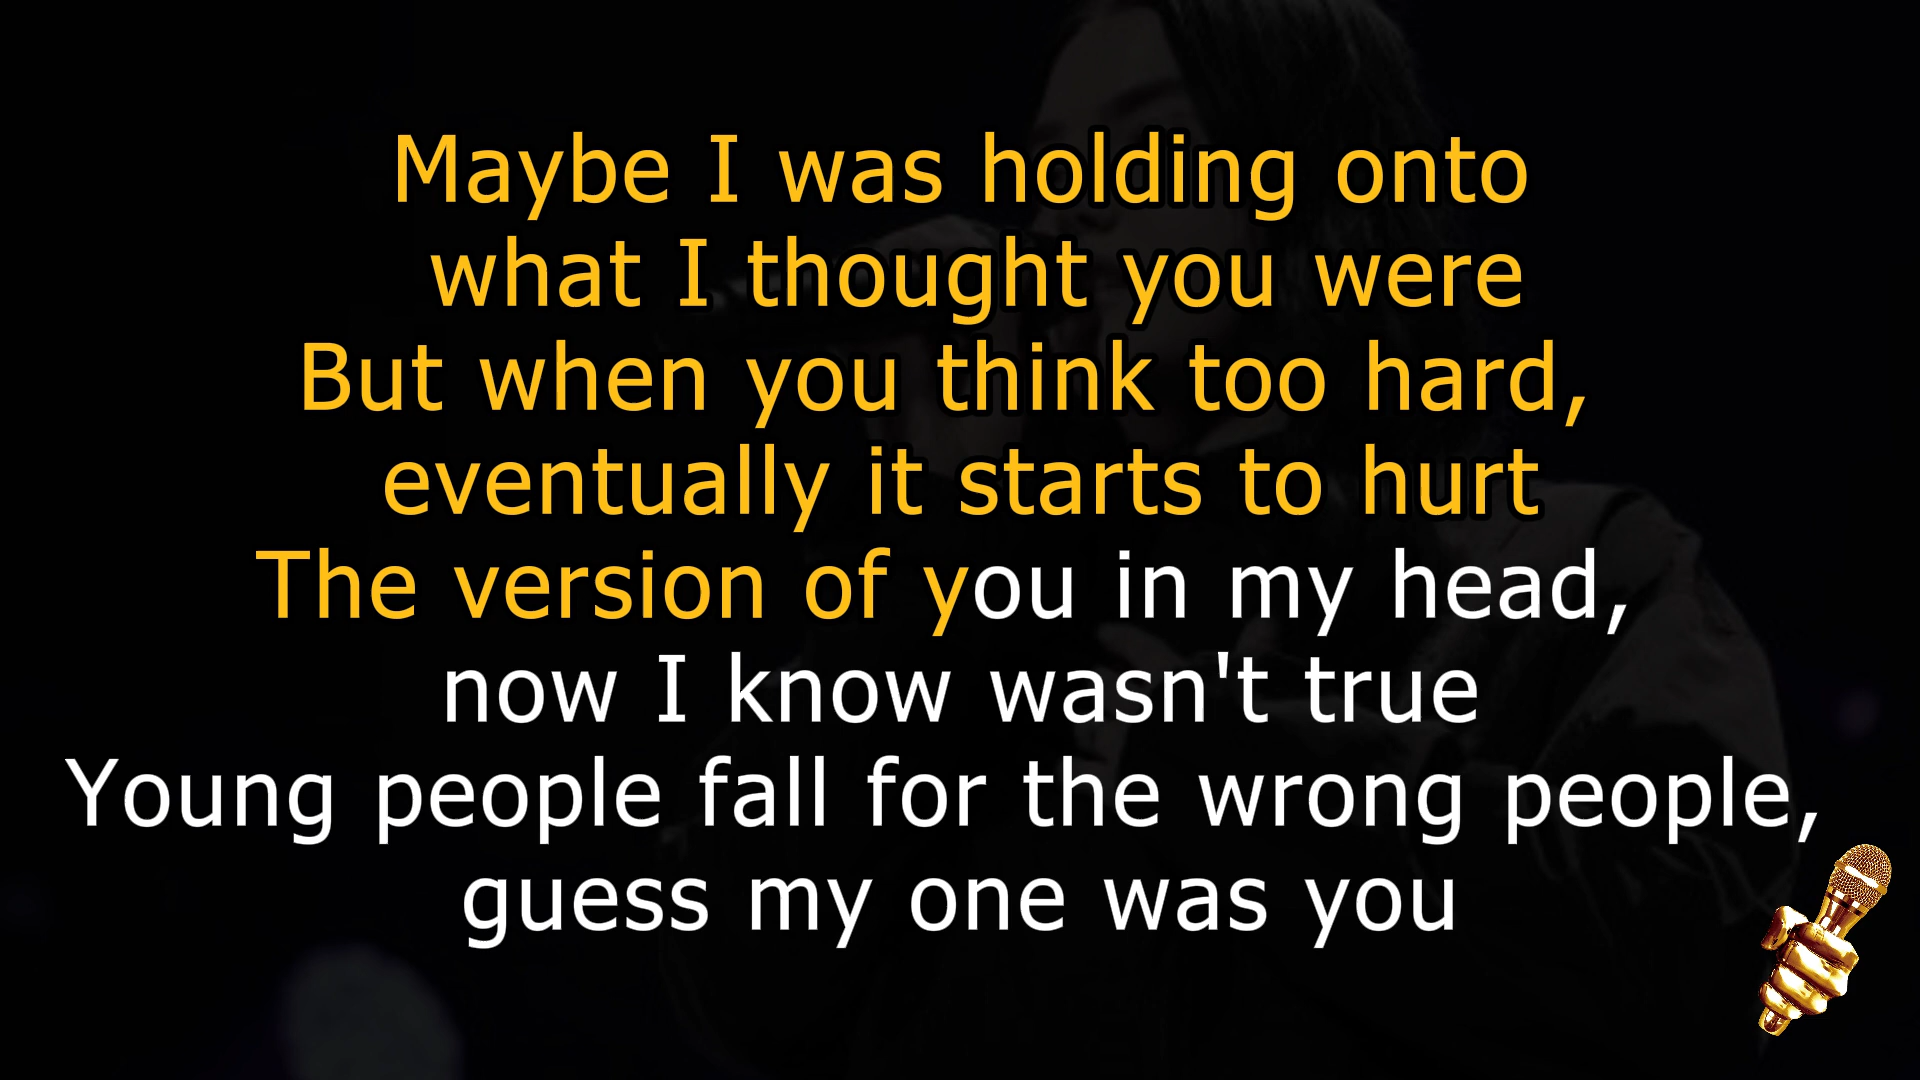 Maybe I was holding onto
what I thought you were
But when you think too hard,
eventually it starts to hurt
The version of you in my head,
now I know wasn't true
Young people fall for the wrong people,
guess my one was you